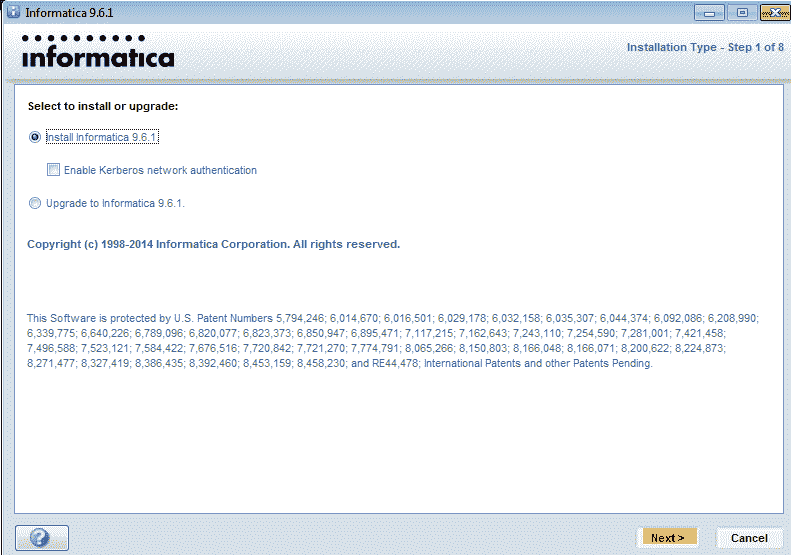 Informatica 9.6.1
informatica
Installation Type - Step 1 of 8
Select to install or upgrade:
Install Informatica 9.6.1
Enable Kerberos network authentication
Upgrade to Informatica 9.6.1.
Copyright (c) 1998-2014 Informatica Corporation. All rights reserved.
This Software is protected by U.S. Patent Numbers 5,794,246; 6,014,670; 6,016,501; 6,029,178; 6,032,158; 6,035,307; 6,044,374; 6,092,086; 6,208,990;
6,339,775; 6,640,226; 6,789,096; 6,820,077; 6,823,373; 6,850,947; 6,895,471; 7,117,215; 7,162,643; 7,243,110; 7,254,590; 7,281,001; 7,421,458;
7,496,588; 7,523,121; 7,584,422; 7,676,516; 7,720,842; 7,721,270; 7,774,791; 8,065,266; 8,150,803; 8,166,048; 8,166,071; 8,200,622; 8,224,873;
8,271,477; 8,327,419; 8,386,435; 8,392,460; 8,453,159; 8,458,230; and RE44,478; International Patents and other Patents Pending.
?
Next >
Cancel